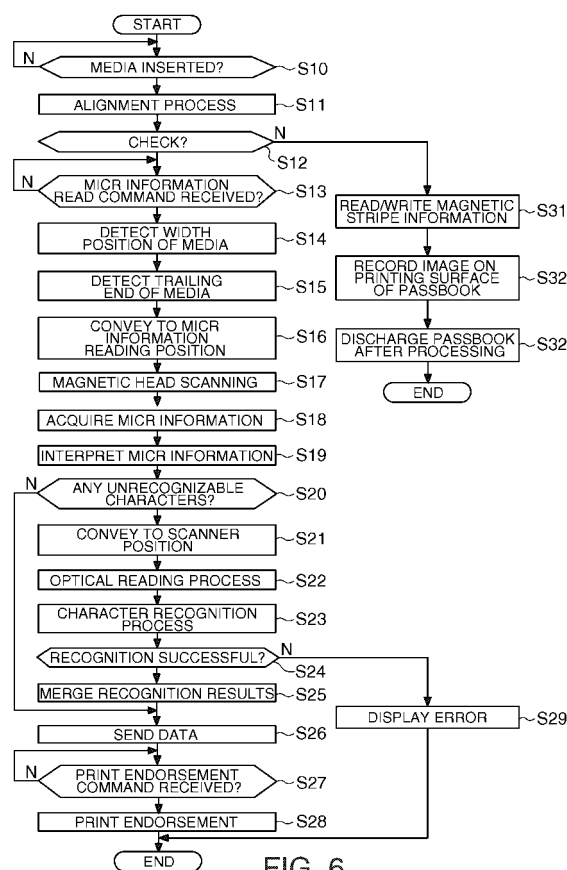 START
N
MEDIA INSERTED?
S10
ALIGNMENT PROCESS
S11
CHECK?
N
S12
N
MICR INFORMATION
READ COMMAND RECEIVED?
S13
DETECT WIDTH
POSITION OF MEDIA
S14
DETECT TRAILING
END OF MEDIA
S15
CONVEY TO MICR
INFORMATION
READING POSITION
S16
MAGNETIC HEAD SCANNING
S17
ACQUIRE MICR INFORMATION
S18
INTERPRET MICR INFORMATION
S19
N
ANY UNRECOGNIZABLE
CHARACTERS?
S20
CONVEY TO SCANNER
POSITION
S21
OPTICAL READING PROCESS
S22
CHARACTER RECOGNITION
PROCESS
S23
RECOGNITION SUCCESSFUL?
N
S24
MERGE RECOGNITION RESULTS
S25
SEND DATA
S26
N
PRINT ENDORSEMENT
COMMAND RECEIVED?
S27
PRINT ENDORSEMENT
S28
END
READ/WRITE MAGNETIC
STRIPE INFORMATION
S31
RECORD IMAGE ON
PRINTING SURFACE
OF PASSBOOK
S32
DISCHARGE PASSBOOK
AFTER PROCESSING
S32
END
DISPLAY ERROR
S29
FIG. 6